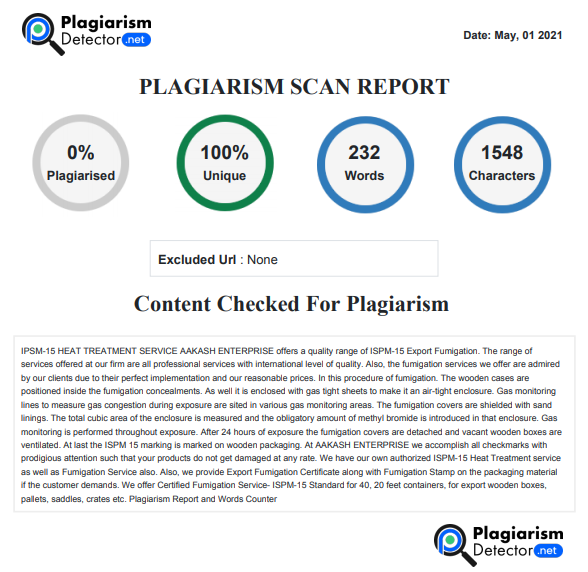 Plagiarism
Detector.net
Date: May, 01 2021
PLAGIARISM SCAN REPORT
0%
Plagiarised
100%
Unique
232
Words
1548
Characters
Excluded Url : None
Content Checked For Plagiarism
IPSM-15 HEAT TREATMENT SERVICE AAKASH ENTERPRISE offers a quality range of ISPM-15 Export Fumigation. The range of
services offered at our firm are all professional services with international level of quality. Also, the fumigation services we offer are admired
by our clients due to their perfect implementation and our reasonable prices. In this procedure of fumigation. The wooden cases are
positioned inside the fumigation concealments. As well it is enclosed with gas tight sheets to make it an air-tight enclosure. Gas monitoring
lines to measure gas congestion during exposure are sited in various gas monitoring areas. The fumigation covers are shielded with sand
linings. The total cubic area of the enclosure is measured and the obligatory amount of methyl bromide is introduced in that enclosure. Gas
monitoring is performed throughout exposure. After 24 hours of exposure the fumigation covers are detached and vacant wooden boxes are
ventilated. At last the ISPM 15 marking is marked on wooden packaging. At AAKASH ENTERPRISE we accomplish all checkmarks with
prodigious attention such that your products do not get damaged at any rate. We have our own authorized ISPM-15 Heat Treatment service
as well as Fumigation Service also. Also, we provide Export Fumigation Certificate along with Fumigation Stamp on the packaging material
if the customer demands. We offer Certified Fumigation Service- ISPM-15 Standard for 40, 20 feet containers, for export wooden boxes,
pallets, saddles, crates etc. Plagiarism Report and Words Counter
Plagiarism
Detector.net